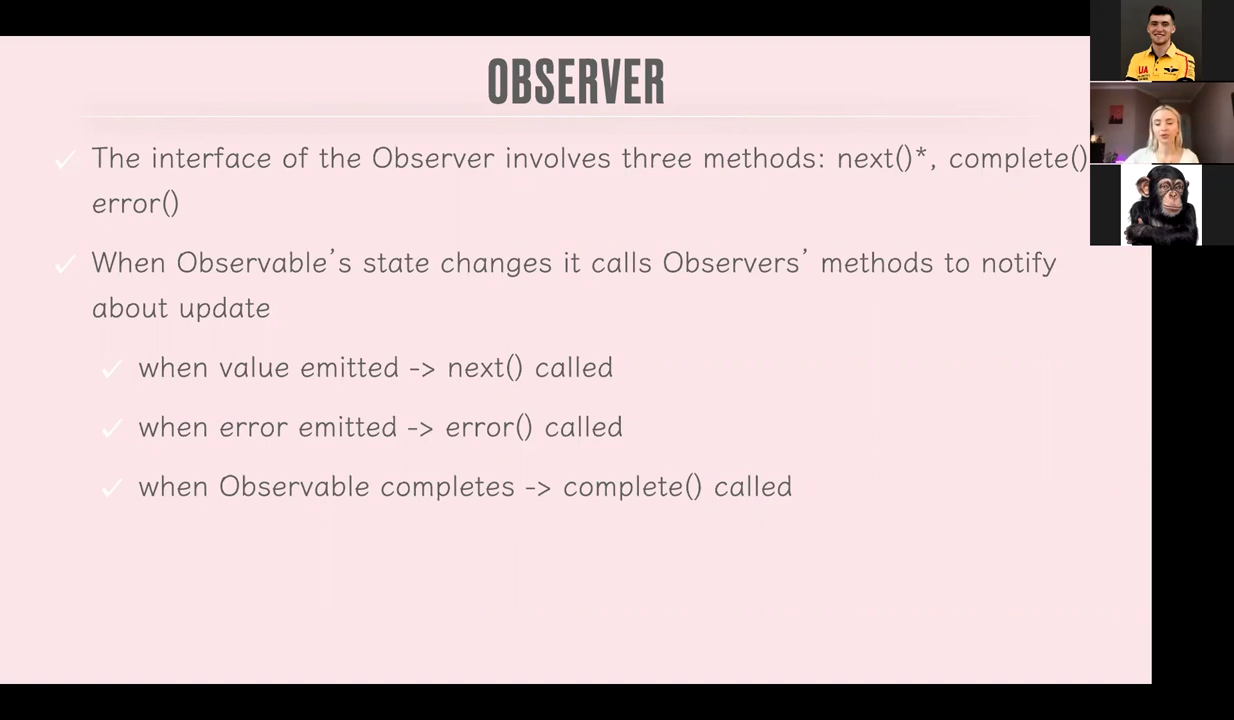 OBSERVER
The interface of the Observer involves three methods: next()*, complete()
error()
When Observable's state changes it calls Observers' methods to notify
about update
when value emitted -> next() called
when error emitted -> error() called
when Observable completes -> complete() called
UA